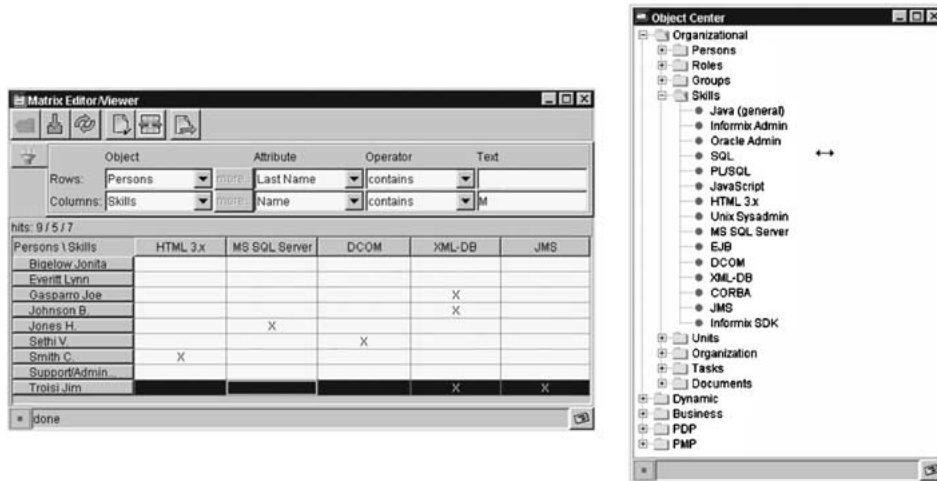 Matrix Editor/Viewer
Object Attribute Operator Text
Rows: Persons more... Last Name contains
Columns: Skills more... Name contains M
hits: 9 / 5 / 7
Persons \ Skills HTML 3.x MS SQL Server DCOM XML-DB JMS
Bigelow Jonita
Everitt Lynn
Gasparro Joe X
Johnson B. X
Jones H. X
Sethi V. X
Smith C. X
Support/Admin...
Troisi Jim X X
done
Object Center
Organizational
Persons
Roles
Groups
Skills
Java (general)
Informix Admin
Oracle Admin
SQL
PL/SQL
JavaScript
HTML 3.x
Unix Sysadmin
MS SQL Server
EJB
DCOM
XML-DB
CORBA
JMS
Informix SDK
Units
Organization
Tasks
Documents
Dynamic
Business
PDP
PMP